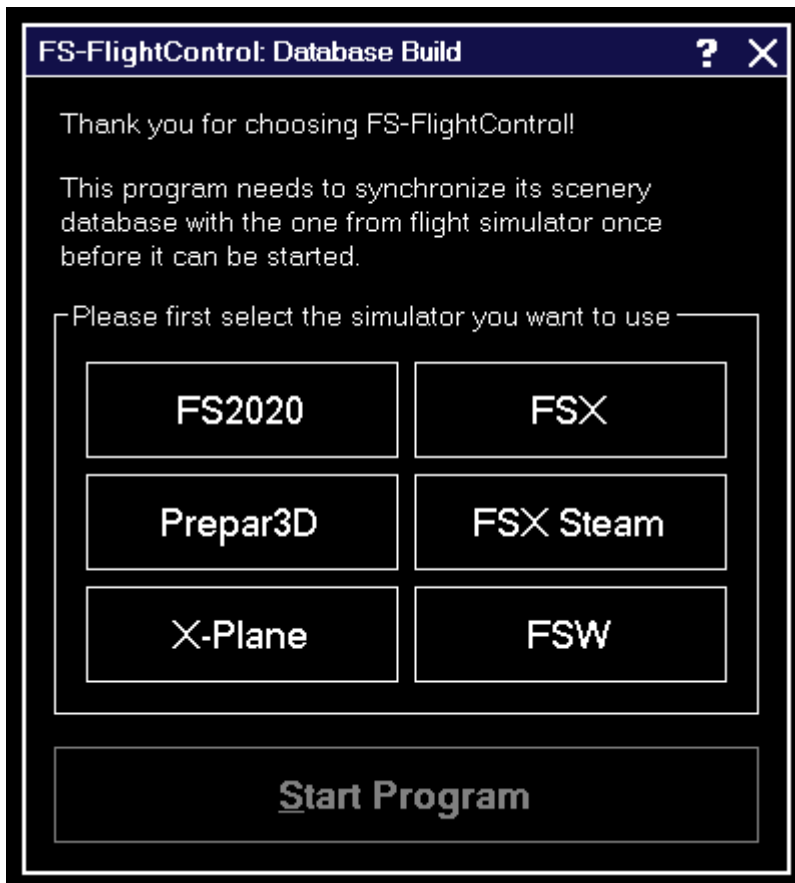 FS-FlightControl: Database Build ? X
Thank you for choosing FS-FlightControl!
This program needs to synchronize its scenery
database with the one from flight simulator once
before it can be started.
Please first select the simulator you want to use
FS2020 FSX
Prepar3D FSX Steam
X-Plane FSW
Start Program